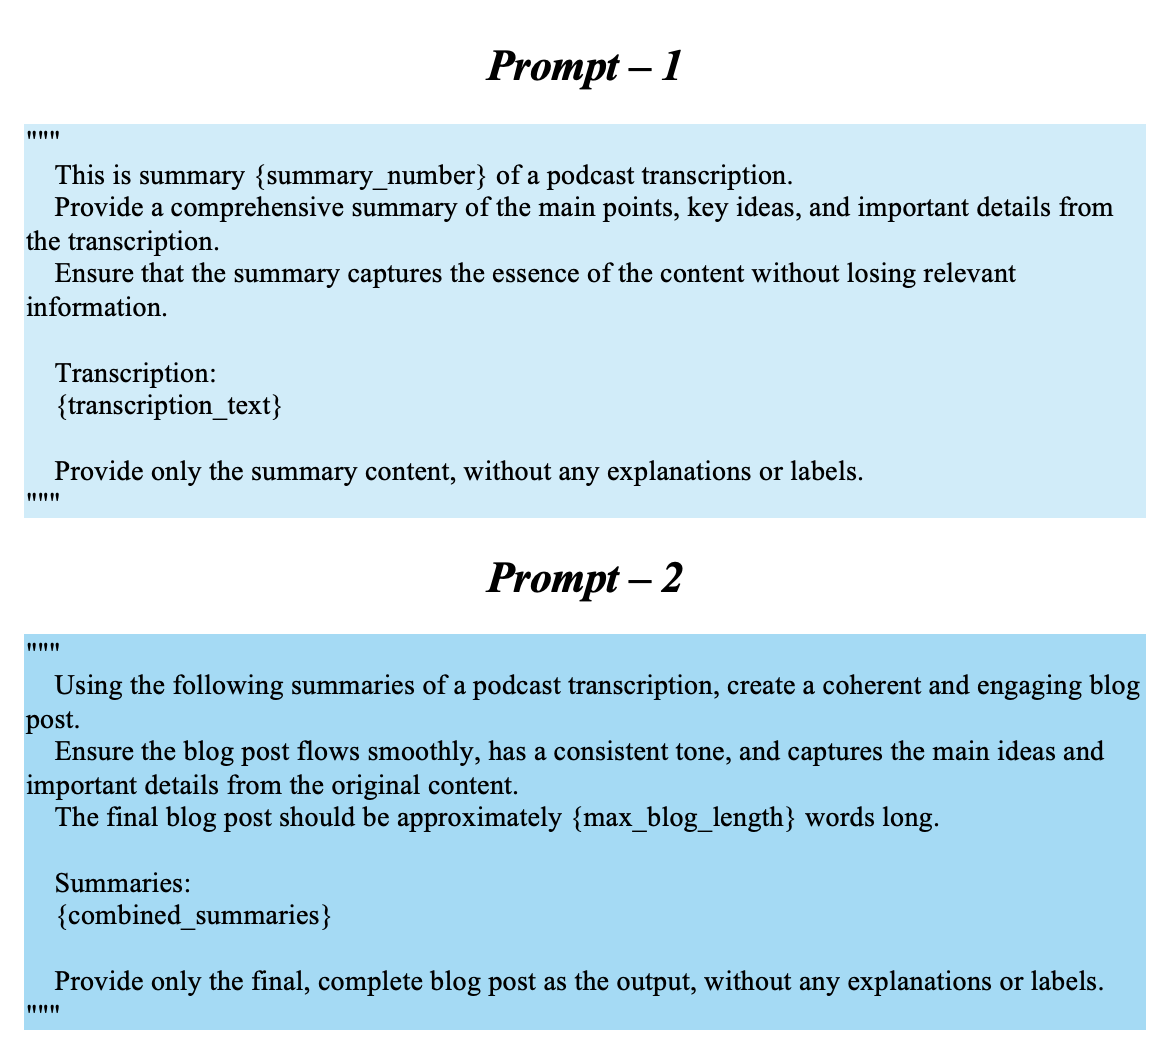 Prompt – 1
"""
This is summary {summary_number} of a podcast transcription.
Provide a comprehensive summary of the main points, key ideas, and important details from
the transcription.
Ensure that the summary captures the essence of the content without losing relevant
information.
Transcription:
{transcription_text}
Provide only the summary content, without any explanations or labels.
"""
Prompt – 2
"""
Using the following summaries of a podcast transcription, create a coherent and engaging blog
post.
Ensure the blog post flows smoothly, has a consistent tone, and captures the main ideas and
important details from the original content.
The final blog post should be approximately {max_blog_length} words long.
Summaries:
{combined_summaries}
Provide only the final, complete blog post as the output, without any explanations or labels.
"""